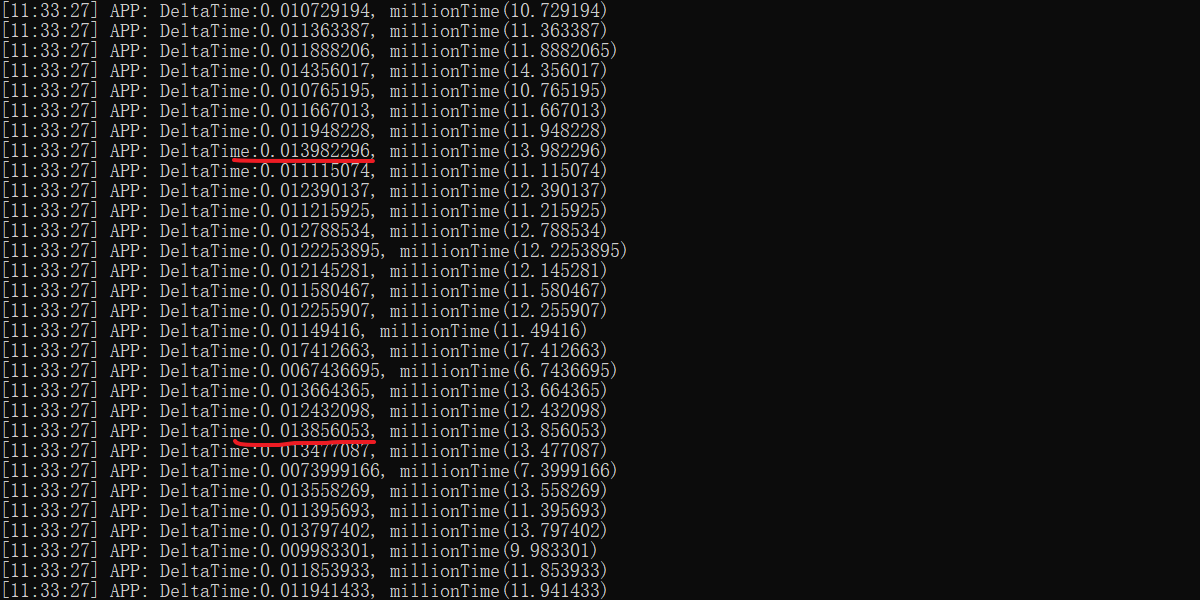 [11:33:27] APP: DeltaTime:0.010729194, millionTime(10.729194)
[11:33:27] APP: DeltaTime:0.011363387, millionTime(11.363387)
[11:33:27] APP: DeltaTime:0.011888206, millionTime(11.8882065)
[11:33:27] APP: DeltaTime:0.014356017, millionTime(14.356017)
[11:33:27] APP: DeltaTime:0.010765195, millionTime(10.765195)
[11:33:27] APP: DeltaTime:0.011667013, millionTime(11.667013)
[11:33:27] APP: DeltaTime:0.011948228, millionTime(11.948228)
[11:33:27] APP: DeltaTime:0.013982296, millionTime(13.982296)
[11:33:27] APP: DeltaTime:0.011115074, millionTime(11.115074)
[11:33:27] APP: DeltaTime:0.012390137, millionTime(12.390137)
[11:33:27] APP: DeltaTime:0.011215925, millionTime(11.215925)
[11:33:27] APP: DeltaTime:0.012788534, millionTime(12.788534)
[11:33:27] APP: DeltaTime:0.0122253895, millionTime(12.2253895)
[11:33:27] APP: DeltaTime:0.012145281, millionTime(12.145281)
[11:33:27] APP: DeltaTime:0.011580467, millionTime(11.580467)
[11:33:27] APP: DeltaTime:0.012255907, millionTime(12.255907)
[11:33:27] APP: DeltaTime:0.01149416, millionTime(11.49416)
[11:33:27] APP: DeltaTime:0.017412663, millionTime(17.412663)
[11:33:27] APP: DeltaTime:0.0067436695, millionTime(6.7436695)
[11:33:27] APP: DeltaTime:0.013664365, millionTime(13.664365)
[11:33:27] APP: DeltaTime:0.012432098, millionTime(12.432098)
[11:33:27] APP: DeltaTime:0.013856053, millionTime(13.856053)
[11:33:27] APP: DeltaTime:0.013477087, millionTime(13.477087)
[11:33:27] APP: DeltaTime:0.0073999166, millionTime(7.3999166)
[11:33:27] APP: DeltaTime:0.013558269, millionTime(13.558269)
[11:33:27] APP: DeltaTime:0.011395693, millionTime(11.395693)
[11:33:27] APP: DeltaTime:0.013797402, millionTime(13.797402)
[11:33:27] APP: DeltaTime:0.009983301, millionTime(9.983301)
[11:33:27] APP: DeltaTime:0.011853933, millionTime(11.853933)
[11:33:27] APP: DeltaTime:0.011941433, millionTime(11.941433)